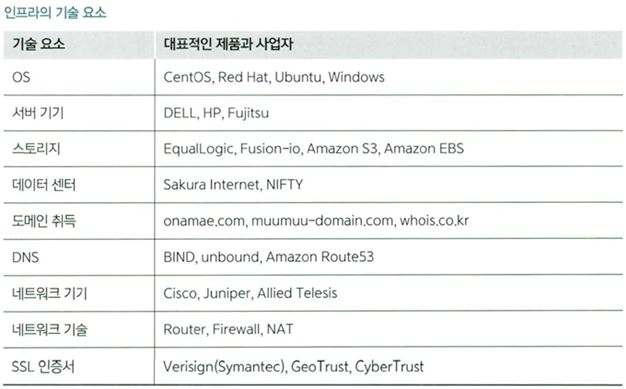 인프라의 기술 요소
기술 요소 대표적인 제품과 사업자
OS CentOS, Red Hat, Ubuntu, Windows
서버 기기 DELL, HP, Fujitsu
스토리지 EqualLogic, Fusion-io, Amazon S3, Amazon EBS
데이터 센터 Sakura Internet, NIFTY
도메인 취득 onamae.com, muumuu-domain.com, whois.co.kr
DNS BIND, unbound, Amazon Route53
네트워크 기기 Cisco, Juniper, Allied Telesis
네트워크 기술 Router, Firewall, NAT
SSL 인증서 Verisign(Symantec), GeoTrust, CyberTrust